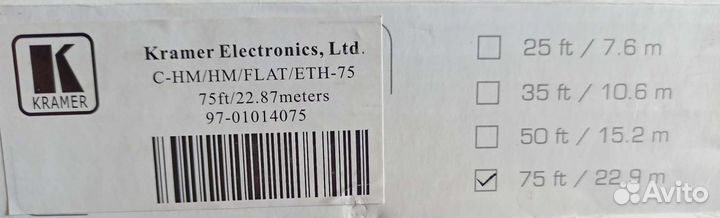 KRAMER
Kramer Electronics, Ltd.
C-HM/HM/FLAT/ETH-75
75ft/22.87meters
97-01014075
25 ft / 7.6 m
35 ft / 10.6 m
50 ft / 15.2 m
75 ft / 22.9 m
Avito